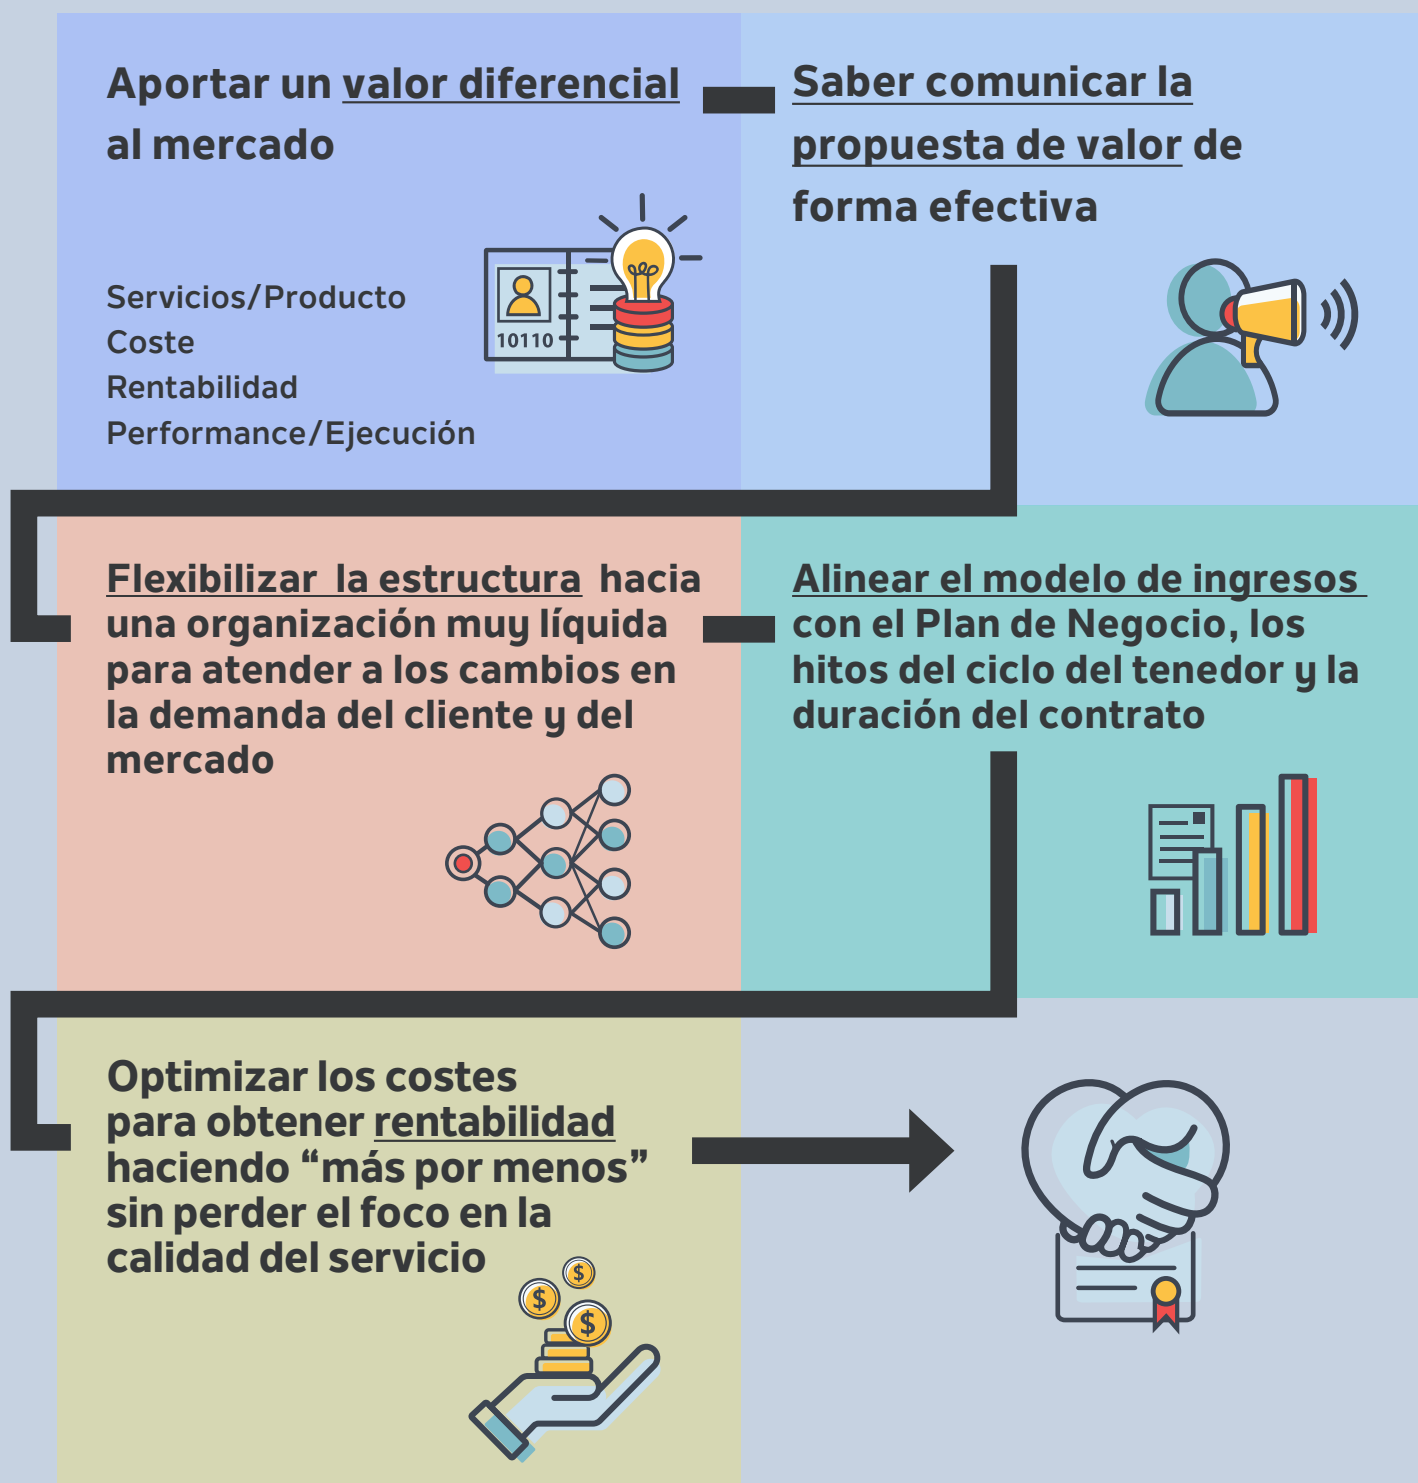 Aportar un valor diferencial
al mercado
Servicios/Producto
Coste
Rentabilidad
Performance/Ejecución
10110
Saber comunicar la
propuesta de valor de
forma efectiva
Flexibilizar la estructura hacia
una organización muy líquida
para atender a los cambios en
la demanda del cliente y del
mercado
Alinear el modelo de ingresos
con el Plan de Negocio, los
hitos del ciclo del tenedor y la
duración del contrato
Optimizar los costes
para obtener rentabilidad
haciendo “más por menos”
sin perder el foco en la
calidad del servicio
$
$
$